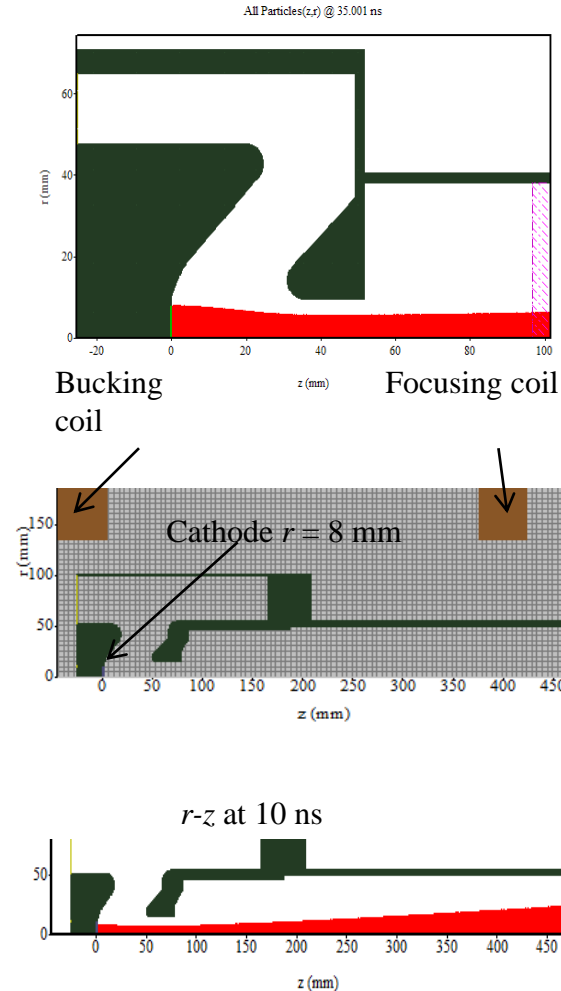 All Particles(z,r) @ 35.001 ns
60
40
20
0
r (mm)
-20 0 20 40 60 80 100
z (mm)
Bucking coil
Focusing coil
150
100
50
0
r (mm)
Cathode r = 8 mm
0 50 100 150 200 250 300 350 400 450
z (mm)
r-z at 10 ns
50
0
0 50 100 150 200 250 300 350 400 450
z (mm)